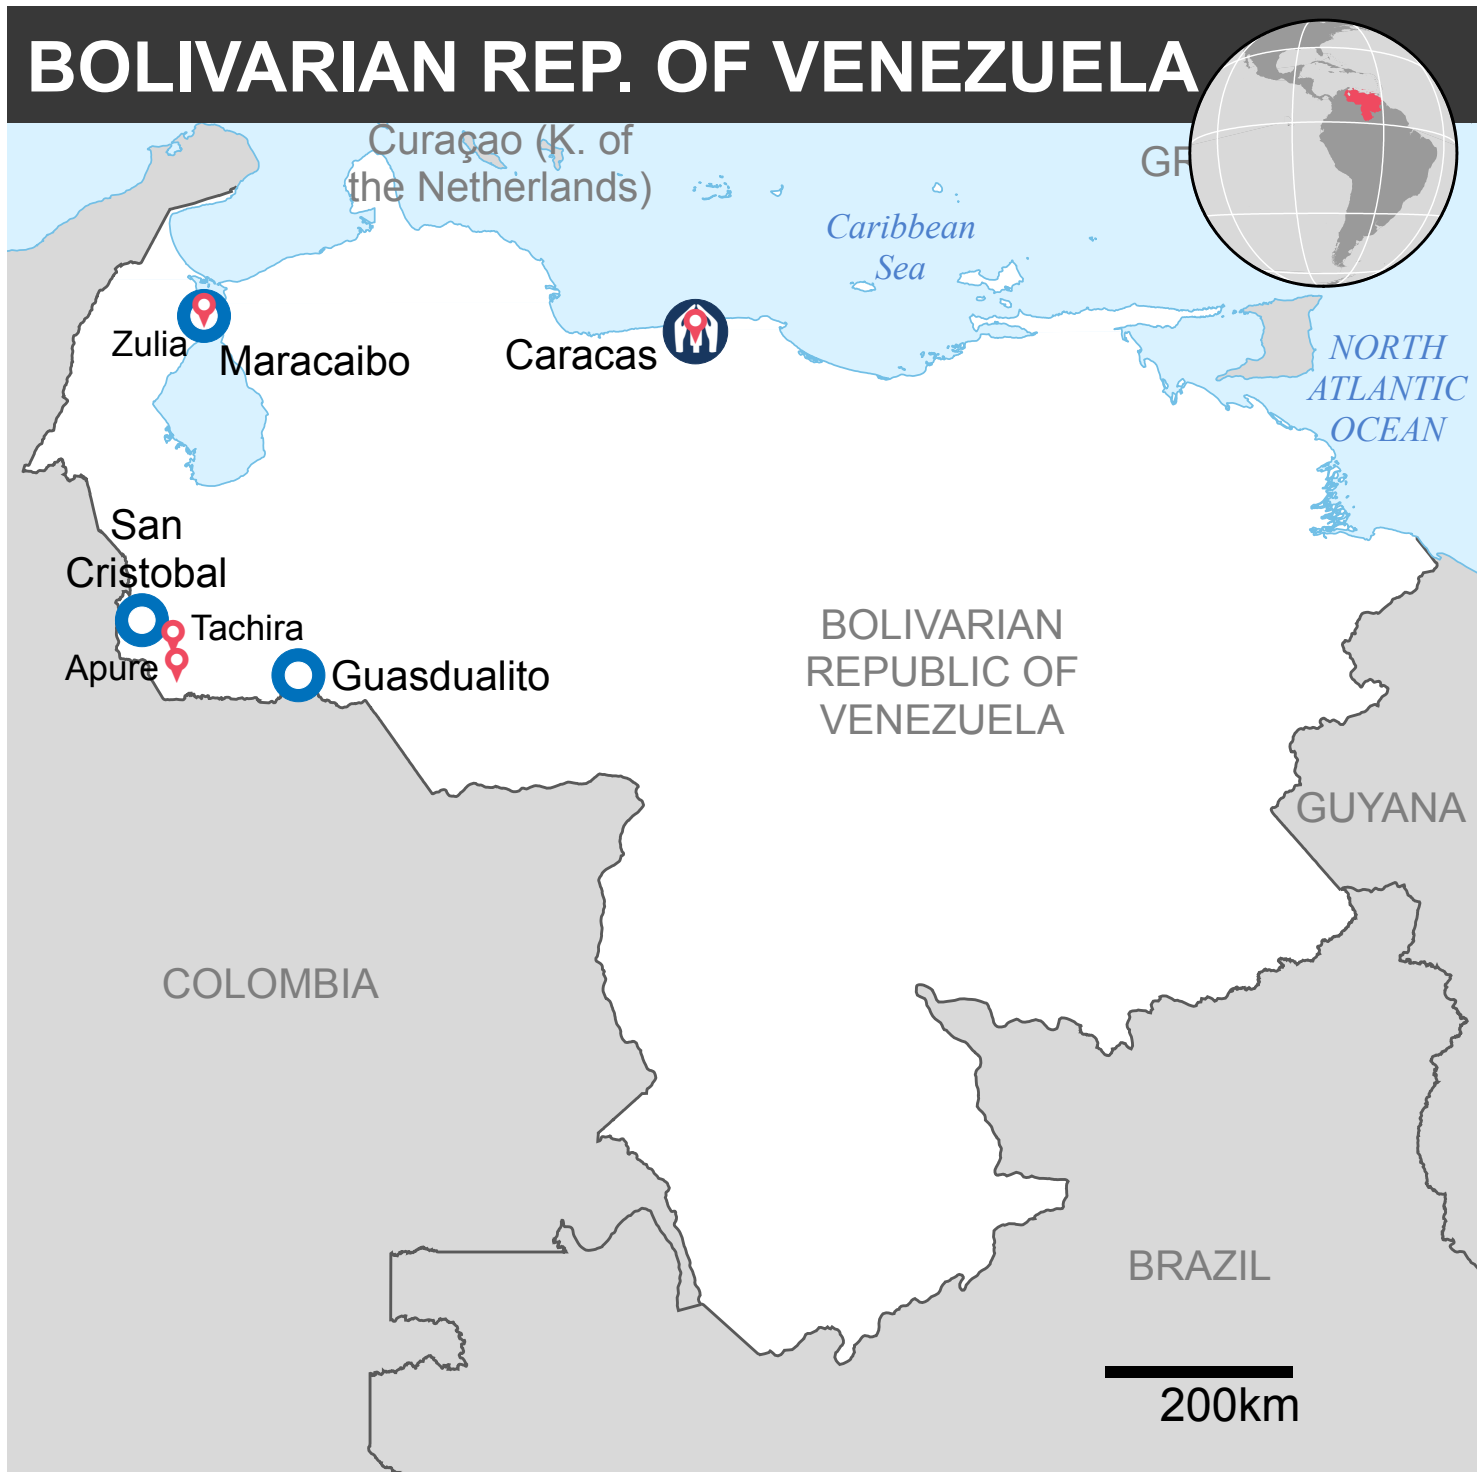 BOLIVARIAN REP. OF VENEZUELA
Curaçao (K. of
the Netherlands)
Caribbean
Sea
Zulia
Maracaibo
Caracas
NORTH
ATLANTIC
OCEAN
San
Cristobal
Tachira
Apure
Guasdualito
BOLIVARIAN
REPUBLIC OF
VENEZUELA
GUYANA
COLOMBIA
BRAZIL
200km